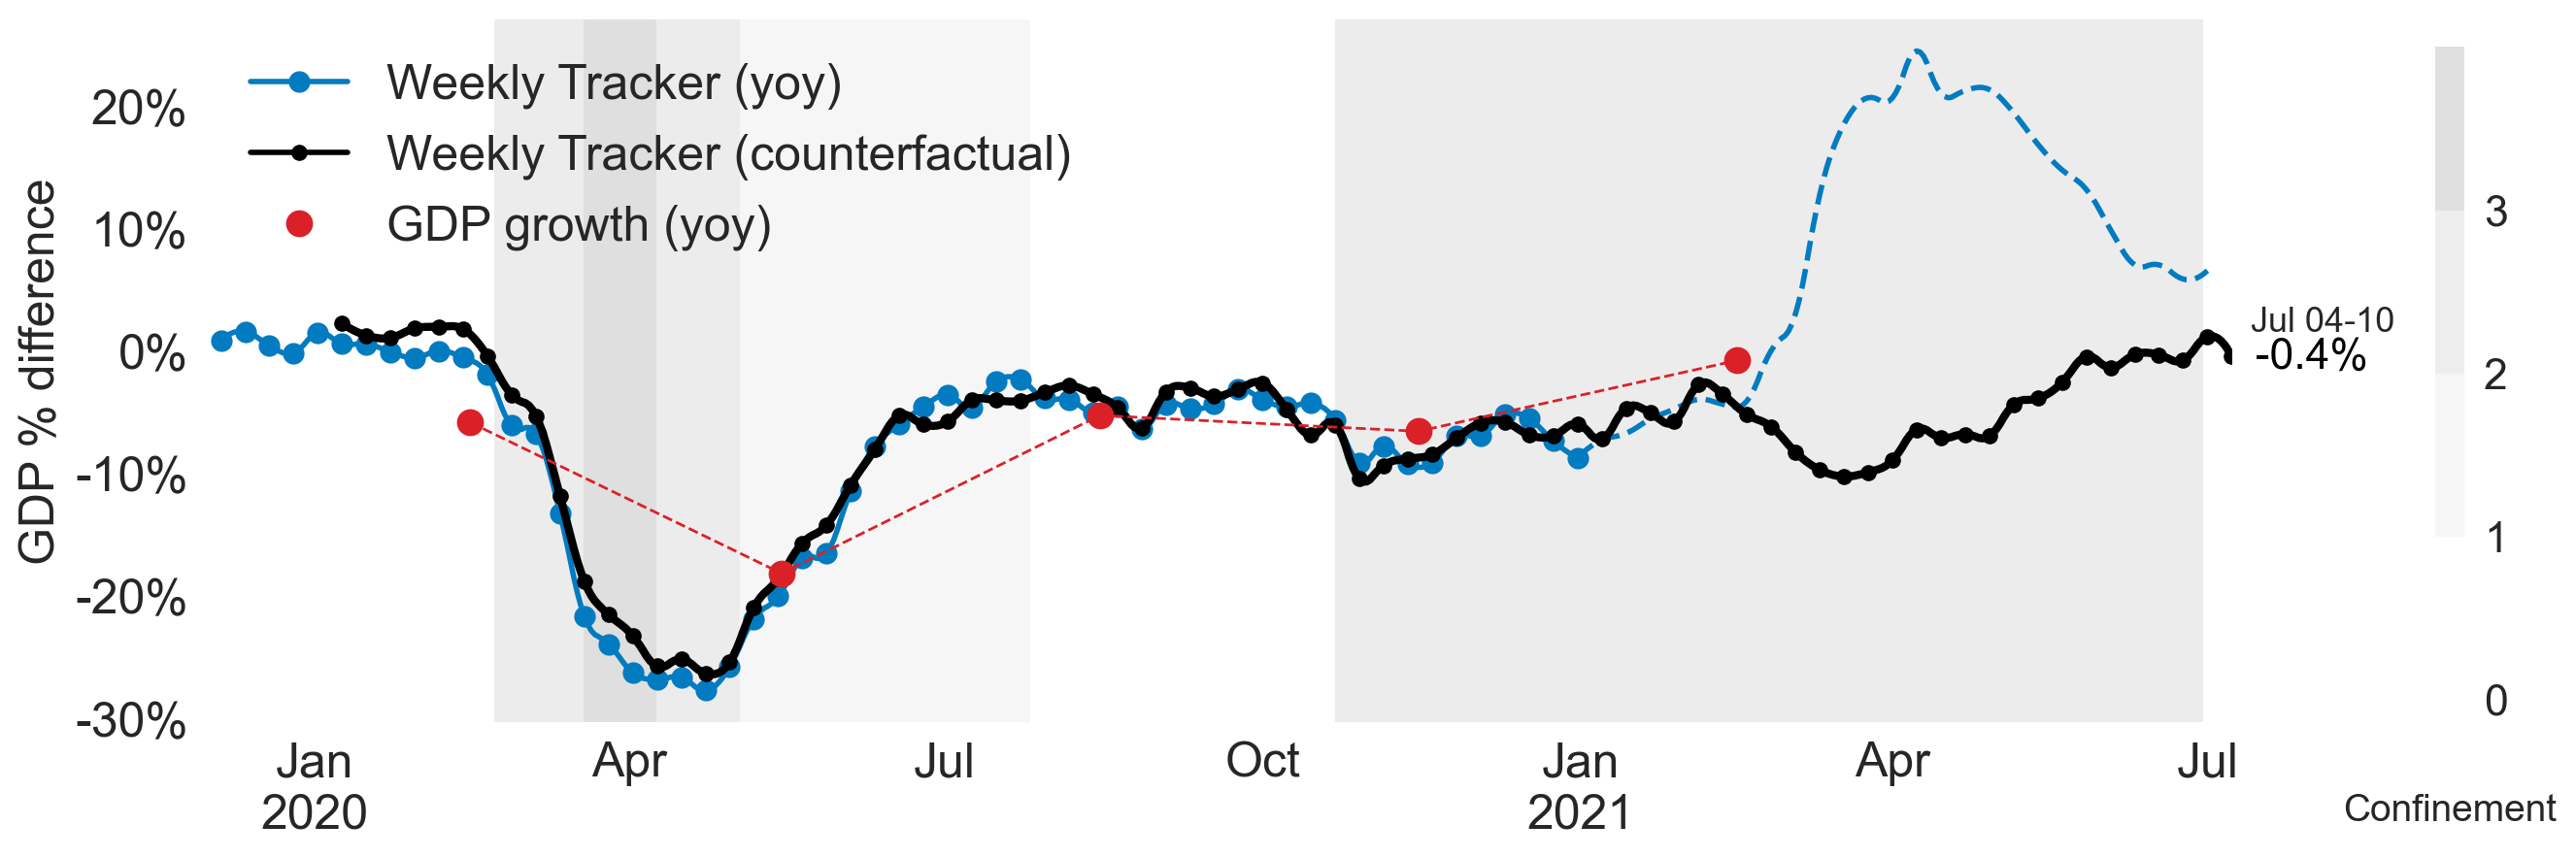 Weekly Tracker (yoy)
Weekly Tracker (counterfactual)
GDP growth (yoy)
GDP % difference
20%
10%
0%
-10%
-20%
-30%
Jan
2020
Apr
Jul
Oct
Jan
2021
Apr
Jul
Jul 04-10
-0.4%
3
2
1
0
Confinement